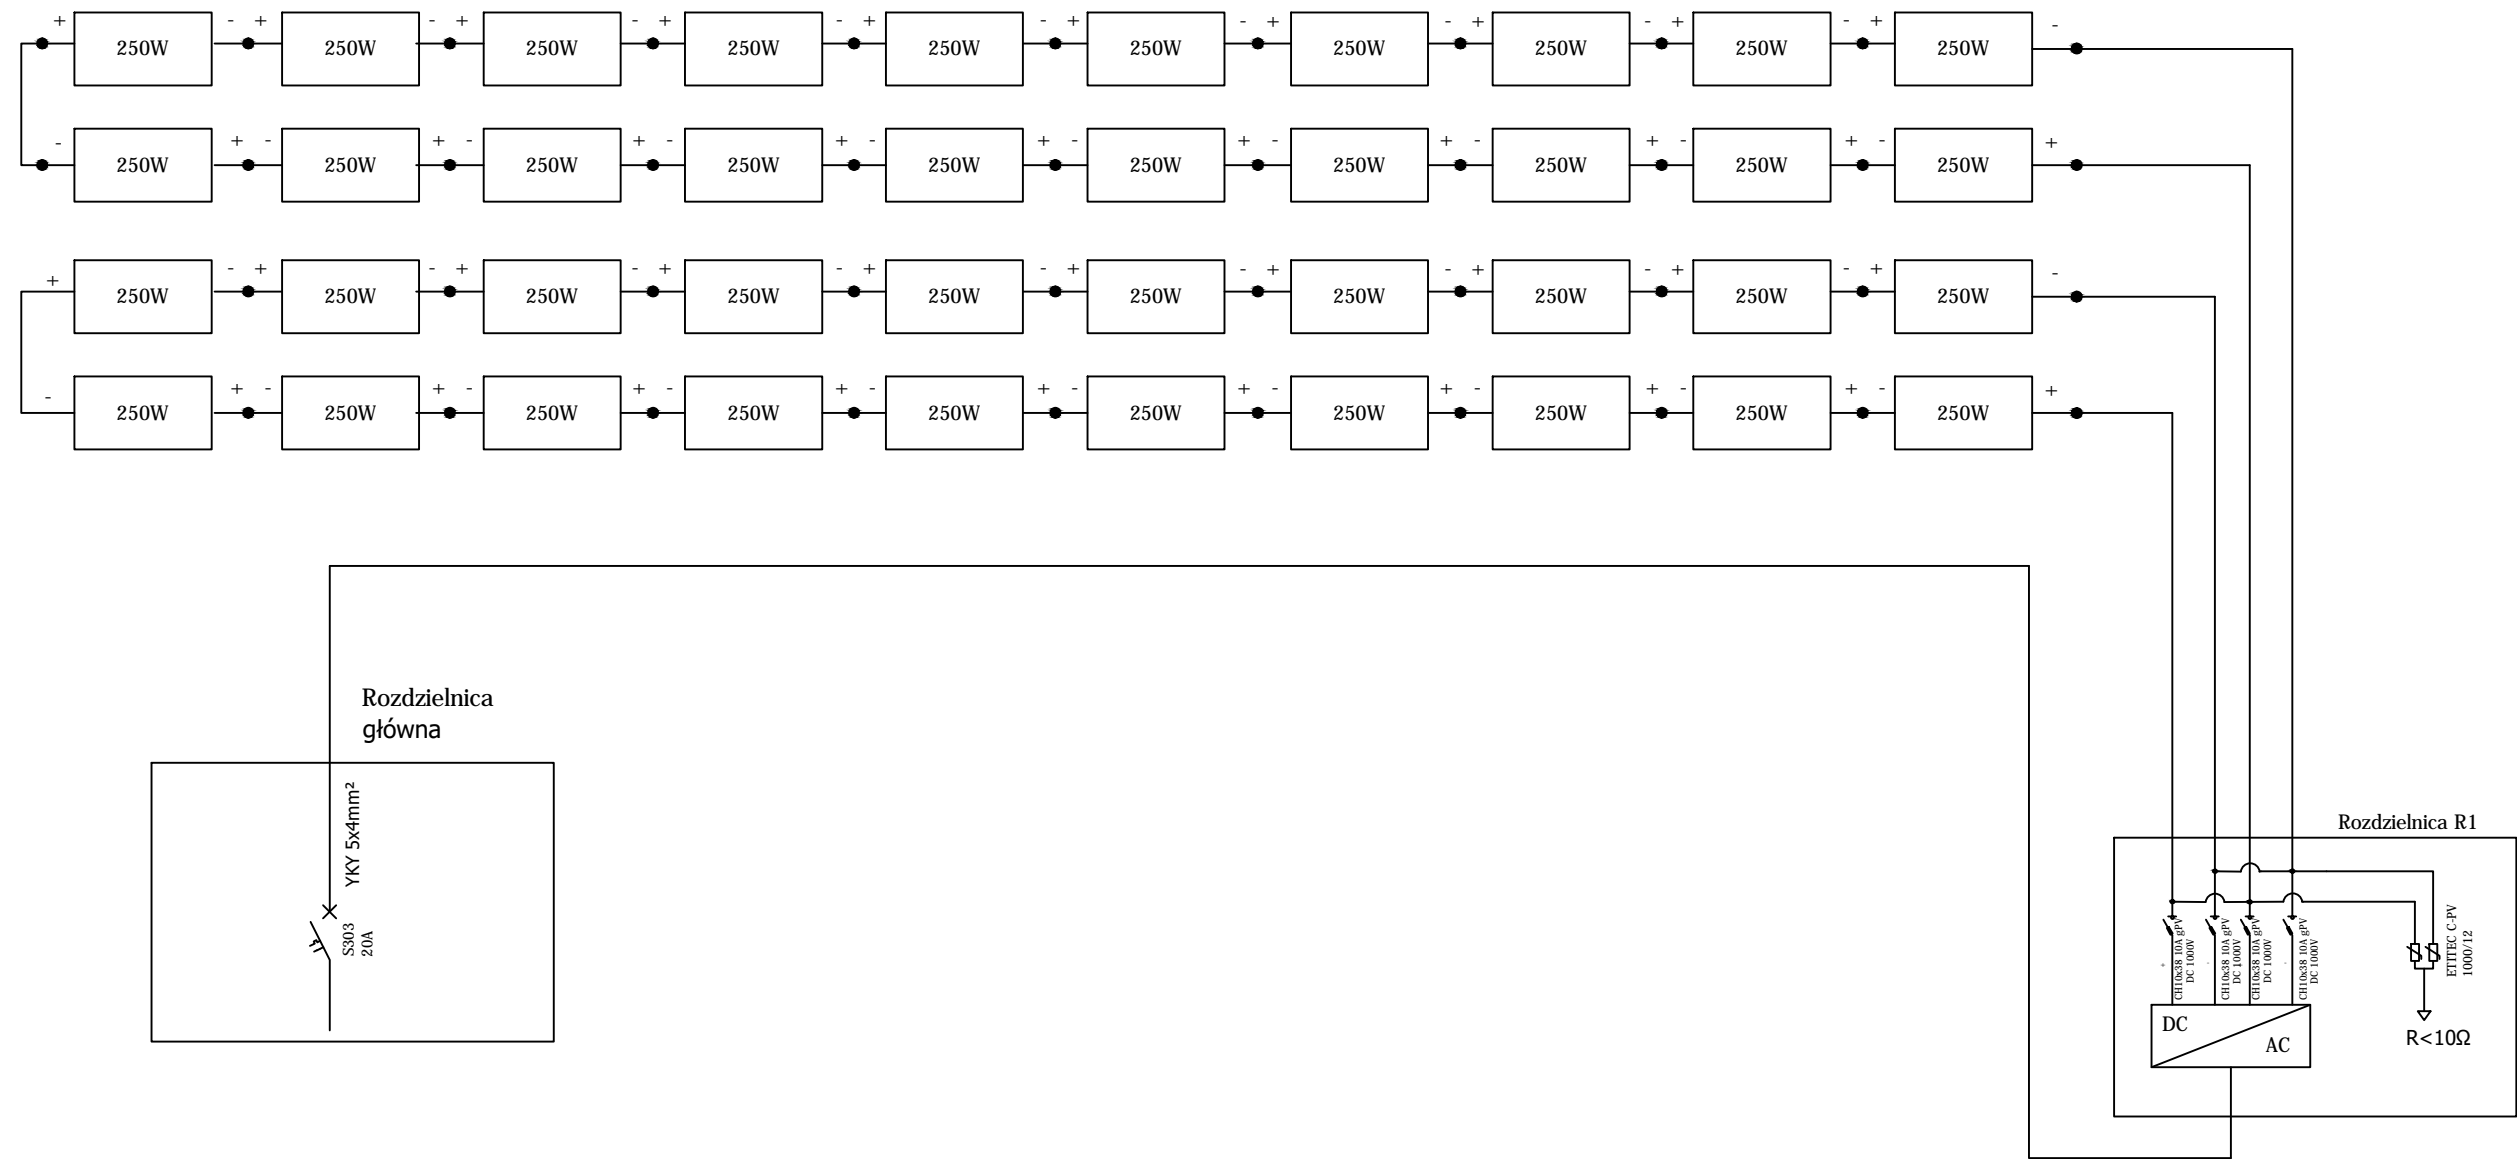 + - + - + - + - + - + - + - + - + - + -
250W 250W 250W 250W 250W 250W 250W 250W 250W 250W
- + - + - + - + - + - + - + - + - + - +
250W 250W 250W 250W 250W 250W 250W 250W 250W 250W
+ - + - + - + - + - + - + - + - + - + -
250W 250W 250W 250W 250W 250W 250W 250W 250W 250W
- + - + - + - + - + - + - + - + - + - +
250W 250W 250W 250W 250W 250W 250W 250W 250W 250W
Rozdzielnica
główna
YKY 5x4mm²
S303
20A
Rozdzielnica R1
+ - + -
CH10x38 10A gPV
DC 1000V
CH10x38 10A gPV
DC 1000V
CH10x38 10A gPV
DC 1000V
CH10x38 10A gPV
DC 1000V
ETITEC C-PV
1000/12
DC
AC
R<10Ω